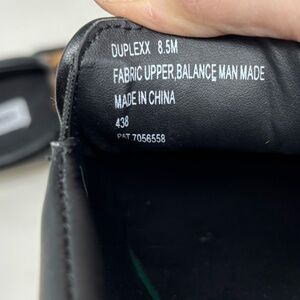 DUPLEXX 8.5M
FABRIC UPPER,BALANCE MAN MADE
MADE IN CHINA
438
PAT 7056558